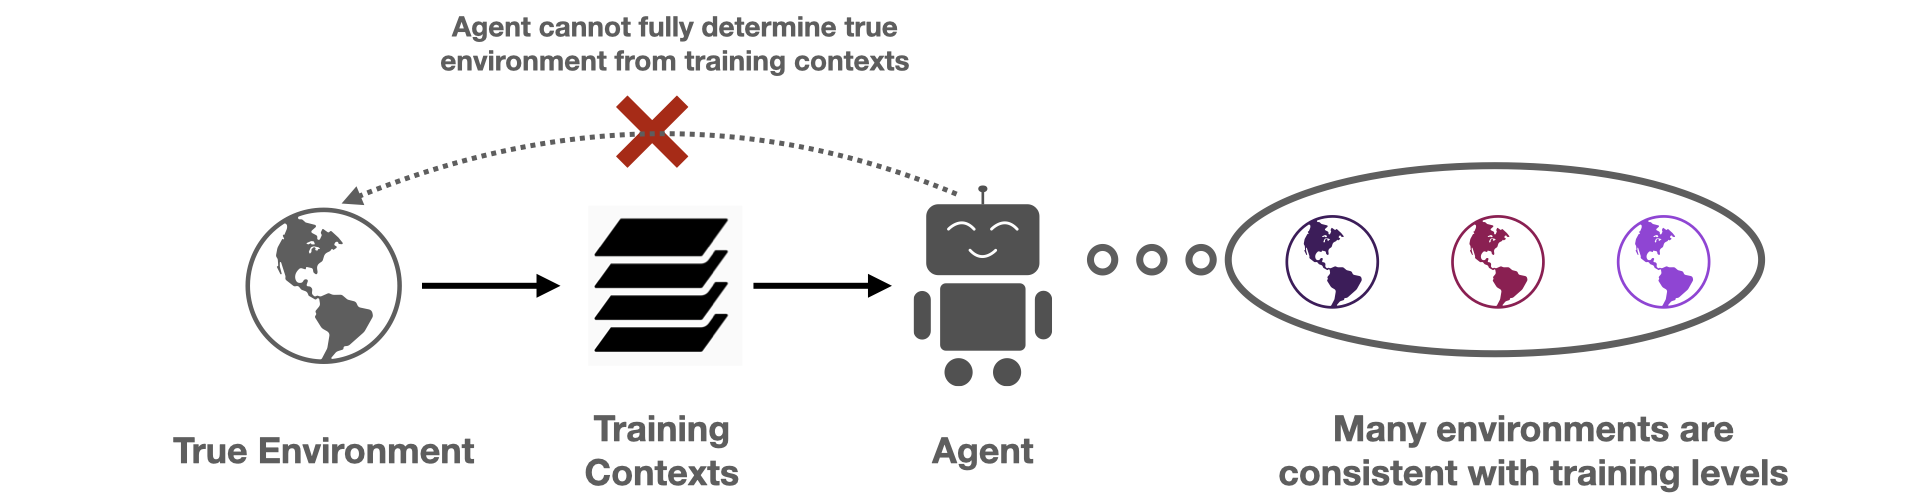 Agent cannot fully determine true
environment from training contexts
True Environment
Training
Contexts
Agent
Many environments are
consistent with training levels